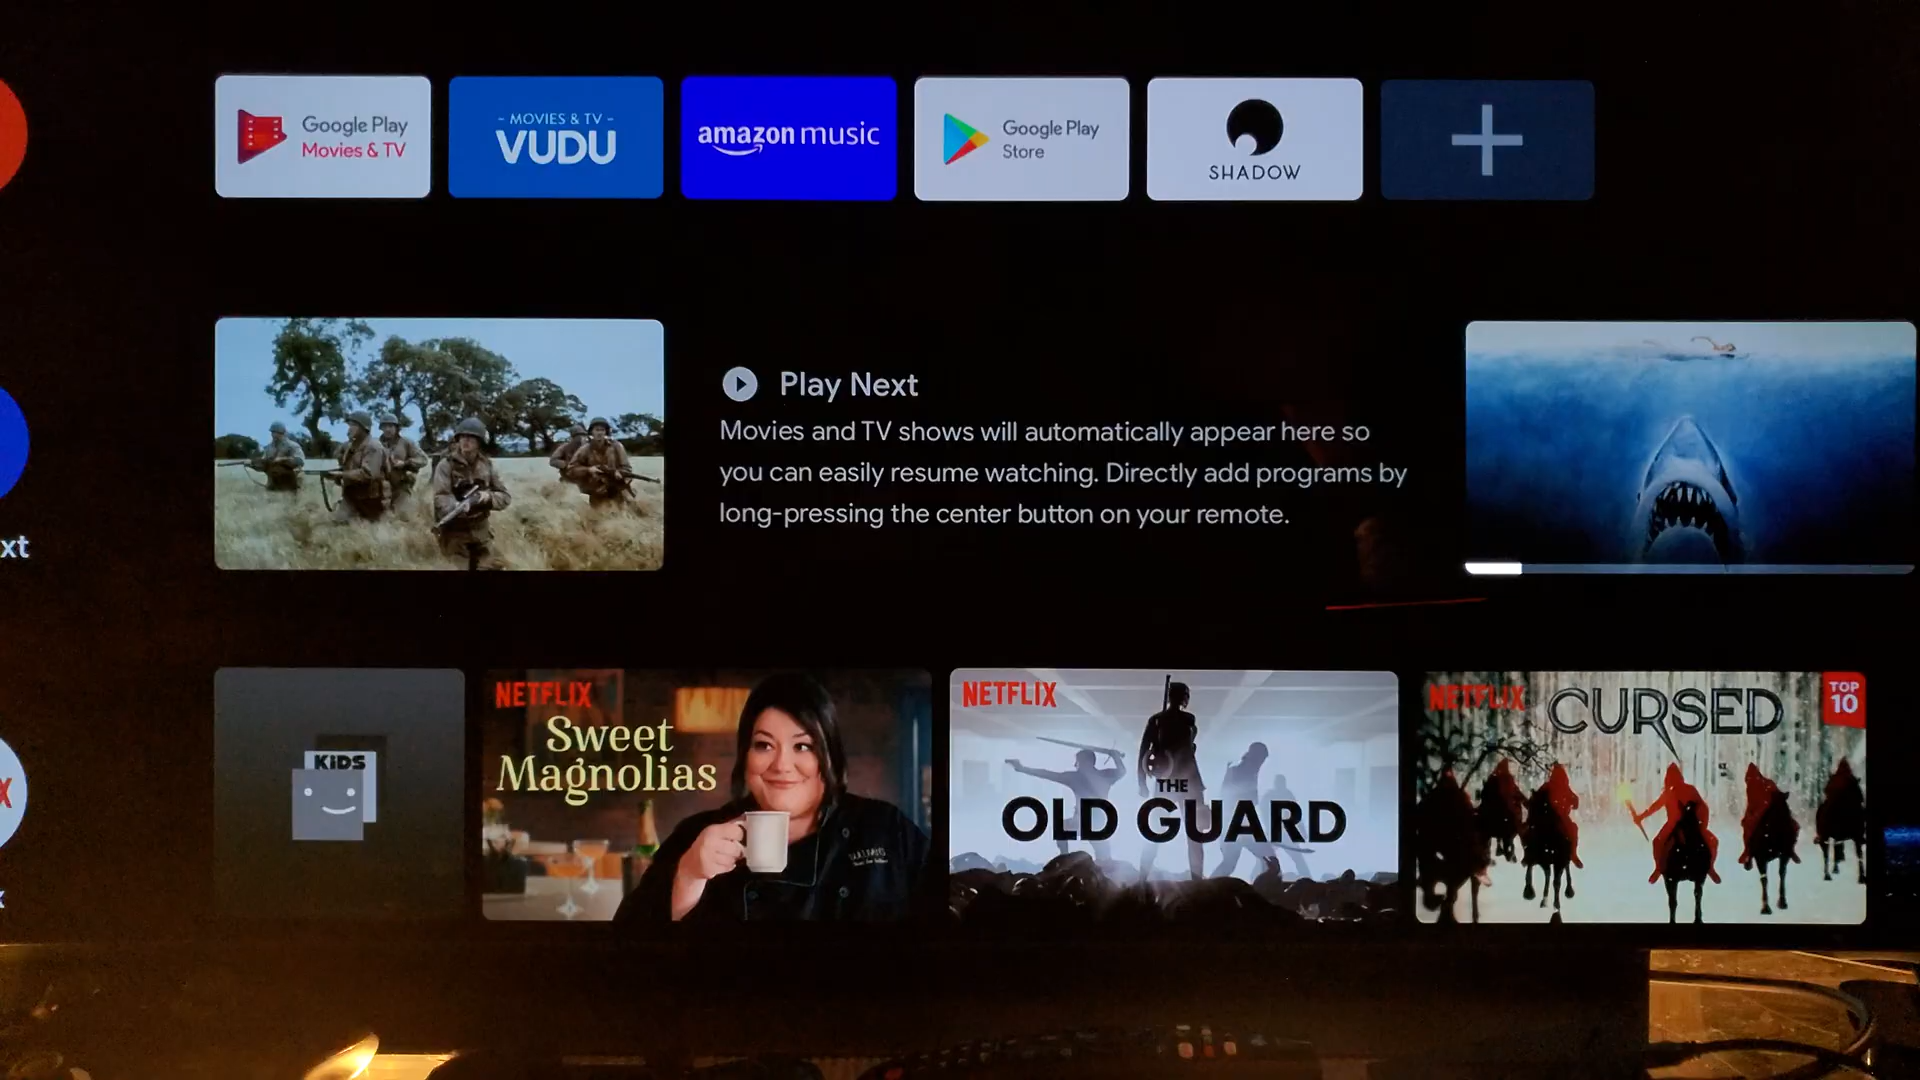 Google Play
Movies & TV
- MOVIES & TV -
VUDU
amazon music
Google Play
Store
SHADOW
Play Next
Movies and TV shows will automatically appear here so
you can easily resume watching. Directly add programs by
long-pressing the center button on your remote.
xt
KiDS
NETFLIX
Sweet
Magnolias
NETFLIX
THE
OLD GUARD
NETFLIX
CURSED
TOP
10
X